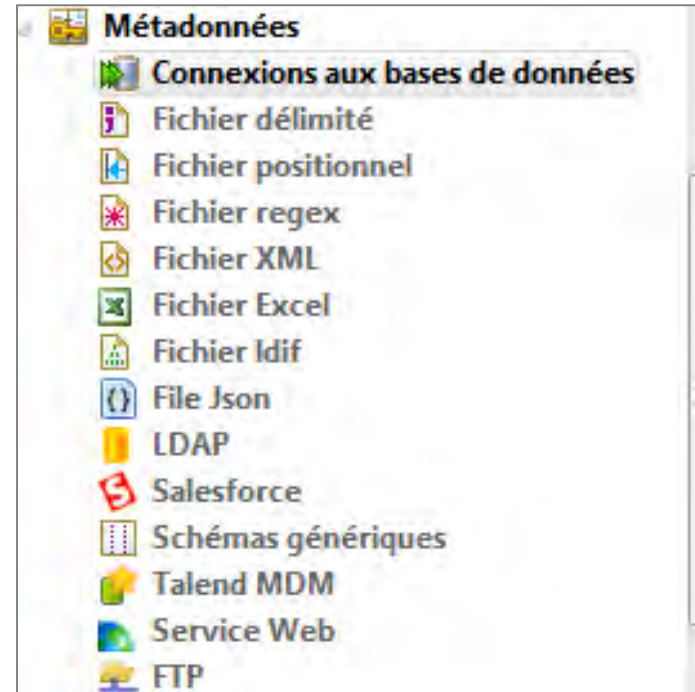 Métadonnées
Connexions aux bases de données
Fichier délimité
Fichier positionnel
Fichier regex
Fichier XML
Fichier Excel
Fichier ldif
File Json
LDAP
Salesforce
Schémas génériques
Talend MDM
Service Web
FTP